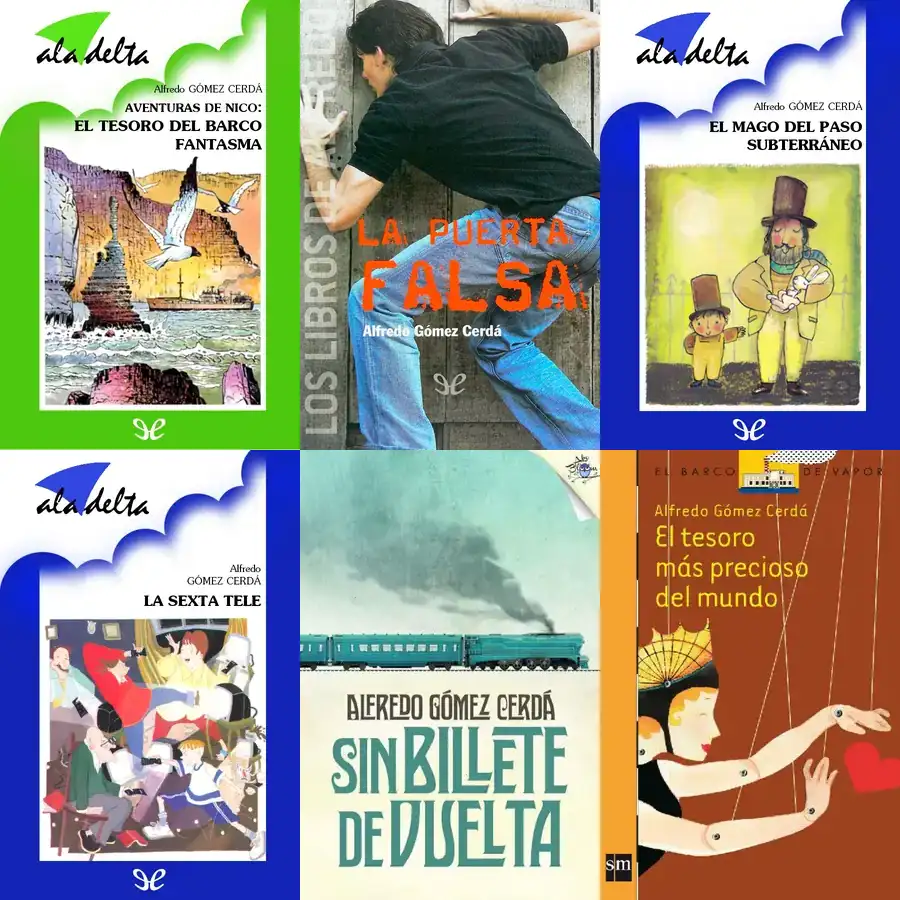 ala delta
Alfredo GÓMEZ CERDÁ
AVENTURAS DE NICO:
EL TESORO DEL BARCO
FANTASMA
LOS LIBROS DE
LA PUERTA
FALSA
Alfredo Gómez Cerdá
ala delta
Alfredo GÓMEZ CERDÁ
EL MAGO DEL PASO
SUBTERRÁNEO
ala delta
Alfredo
GÓMEZ CERDÁ
LA SEXTA TELE
ALFREDO GÓMEZ CERDÁ
SIN BILLETE
DE VUELTA
EL BARCO DE VAPOR
Alfredo Gómez Cerdá
El tesoro
más precioso
del mundo
sm